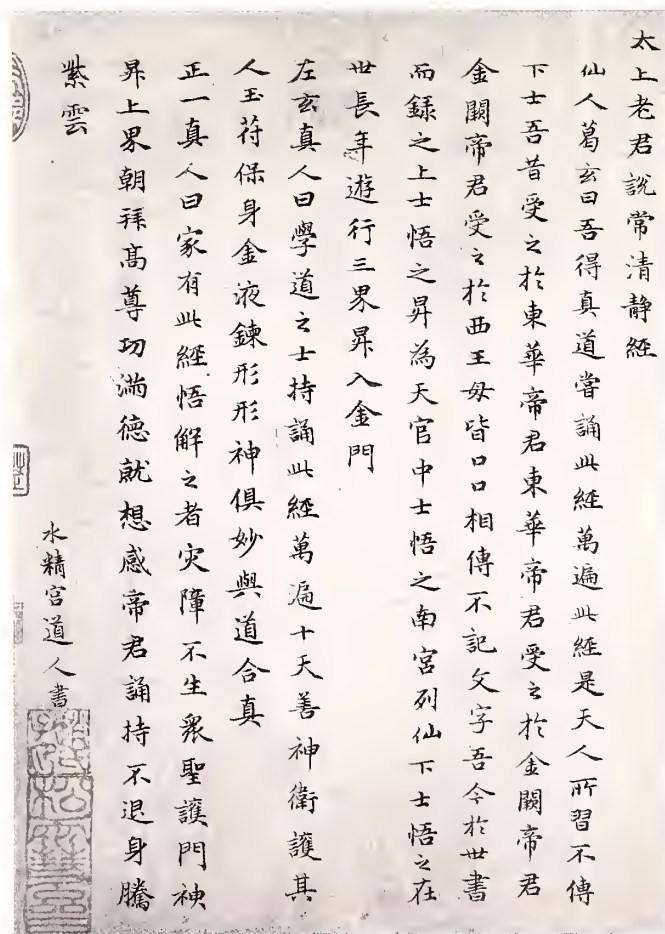 太上老君說常清靜經
仙人葛玄曰吾得真道嘗誦此經萬遍此經是天人所習不傳
下士吾昔受之於東華帝君東華帝君受之於金闕帝君
金闕帝君受之於西王母皆口口相傳不記文字吾今於世書
而錄之上士悟之昇為天官中士悟之南宮列仙下士悟之在
世長年遊行三界昇入金門
左玄真人曰學道之士持誦此經萬遍十天善神衛護其
人玉符保身金液鍊形形神俱妙與道合真
正一真人曰家有此經悟解之者灾障不生衆聖護門神
昇上界朝拜高尊功滿德就想感帝君誦持不退身騰
紫雲
水精宮道人書